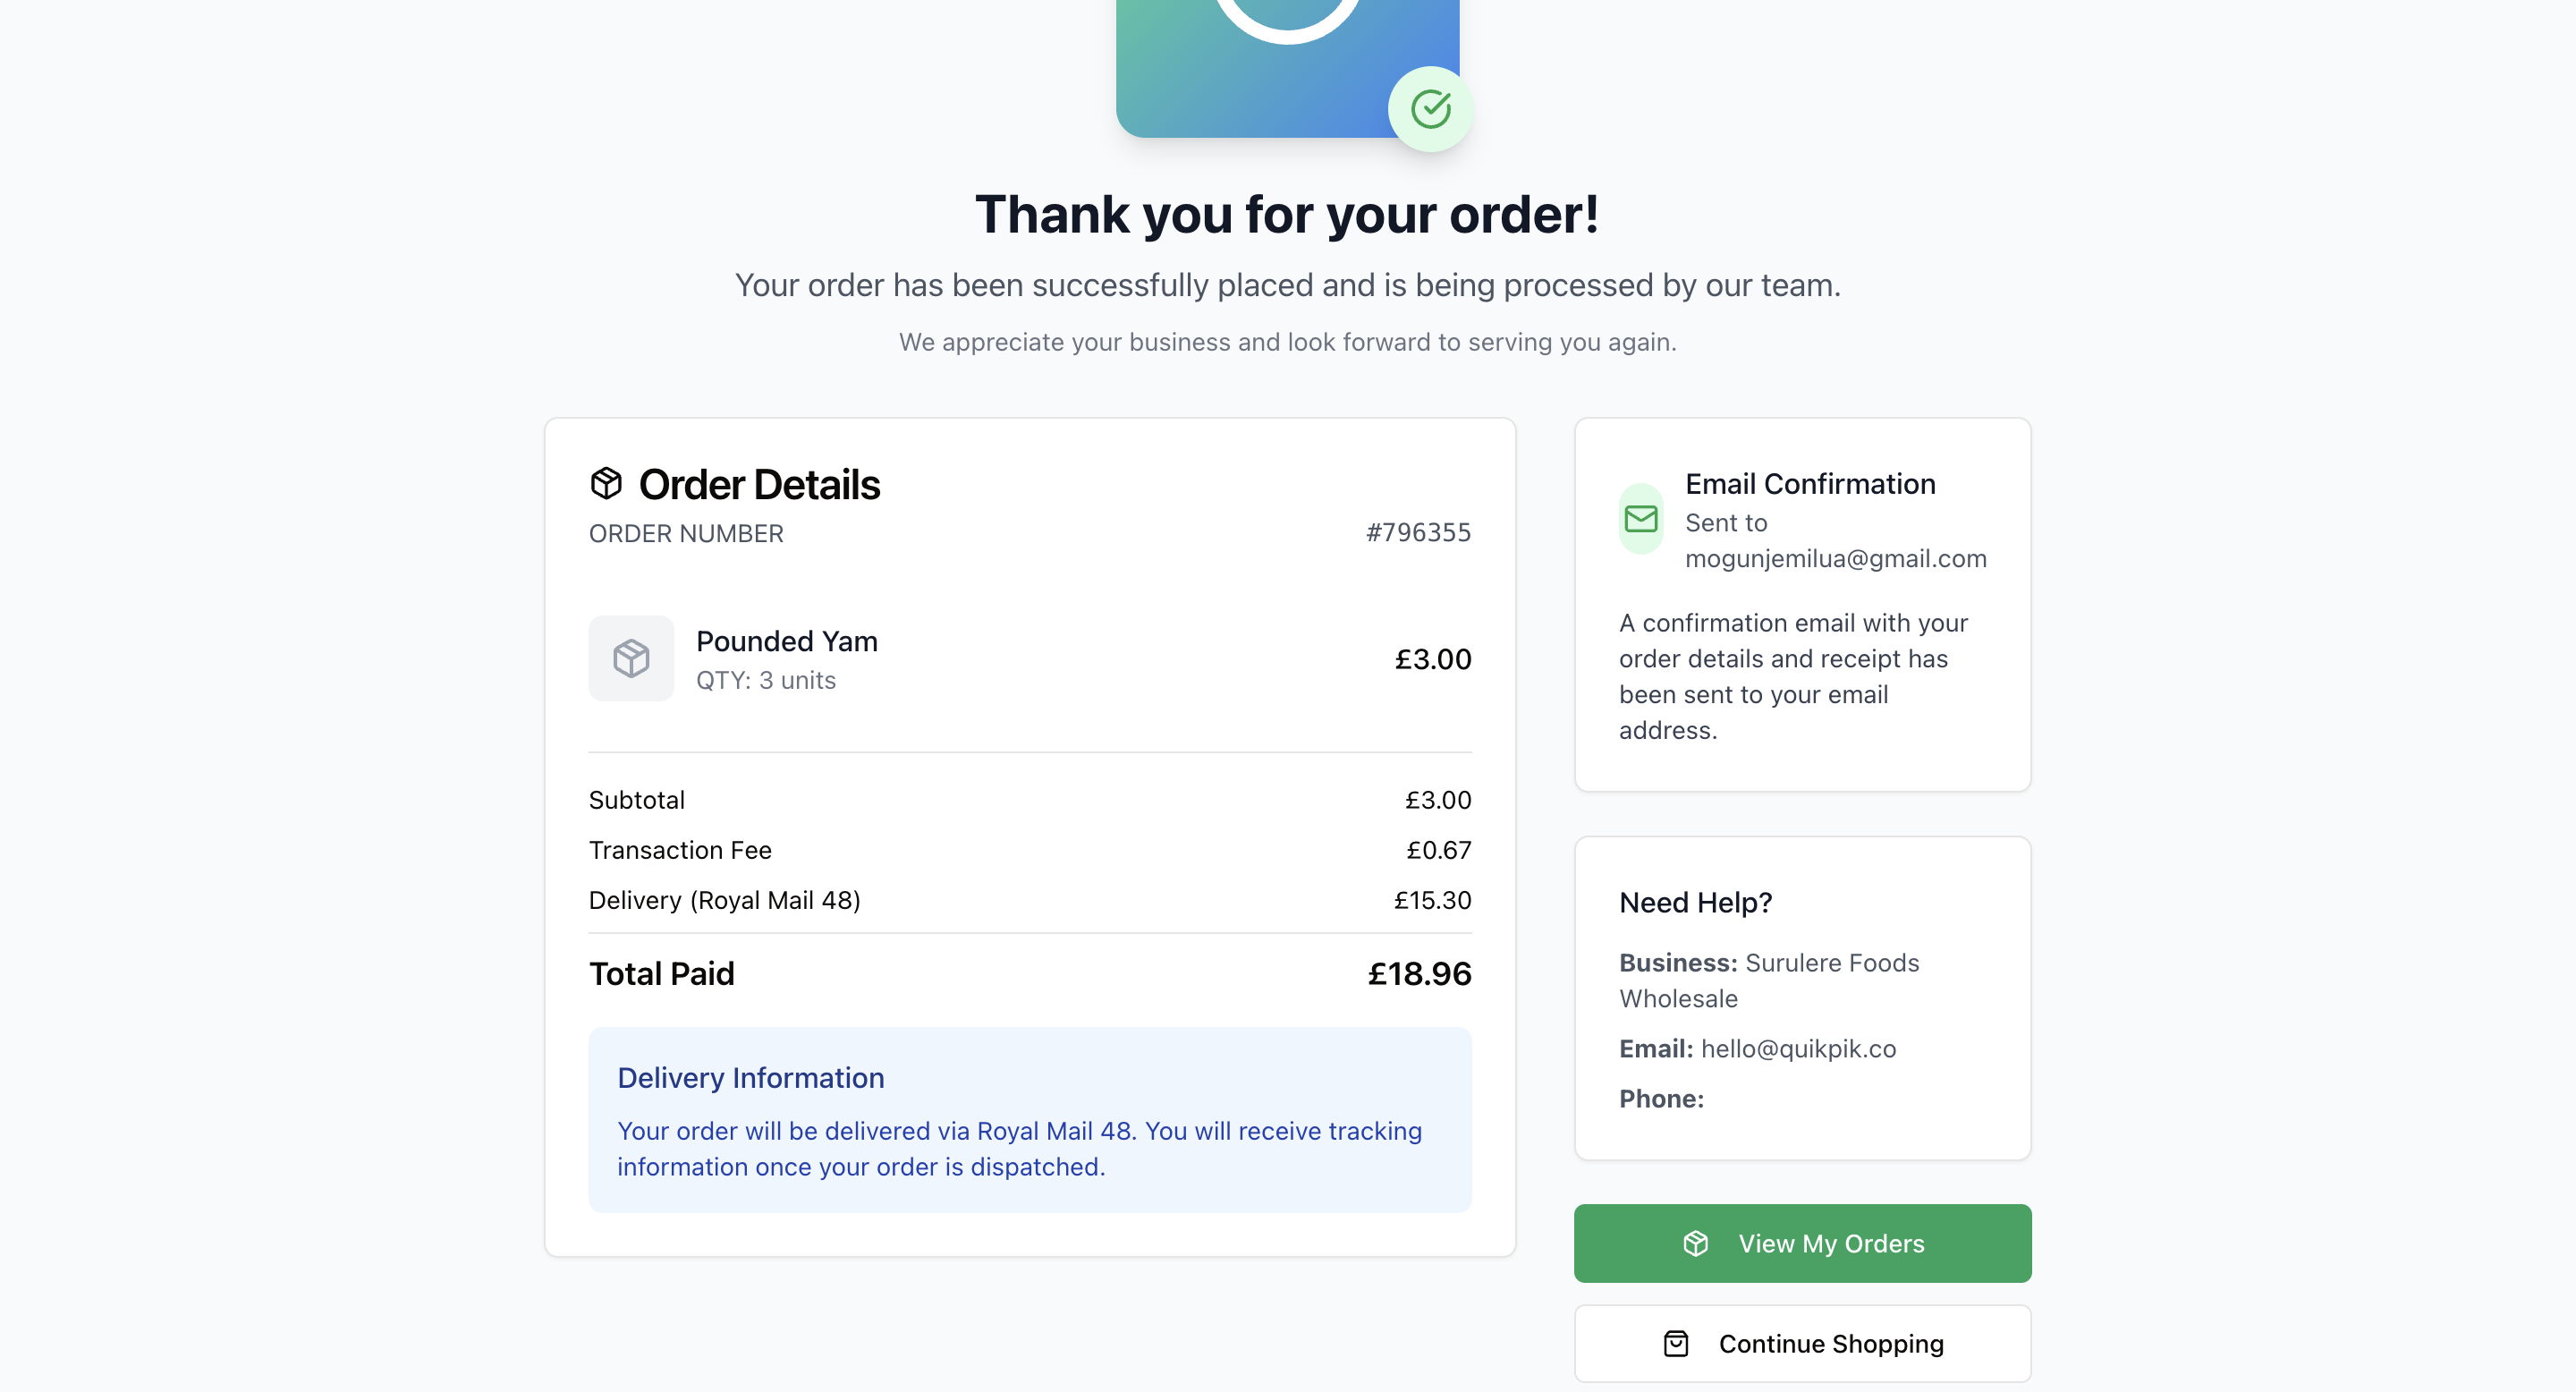 Thank you for your order!
Your order has been successfully placed and is being processed by our team.
We appreciate your business and look forward to serving you again.
Order Details
ORDER NUMBER #796355
Pounded Yam
QTY: 3 units
£3.00
Subtotal £3.00
Transaction Fee £0.67
Delivery (Royal Mail 48) £15.30
Total Paid £18.96
Delivery Information
Your order will be delivered via Royal Mail 48. You will receive tracking
information once your order is dispatched.
Email Confirmation
Sent to
mogunjemilua@gmail.com
A confirmation email with your
order details and receipt has
been sent to your email
address.
Need Help?
Business: Surulere Foods
Wholesale
Email: hello@quikpik.co
Phone:
View My Orders
Continue Shopping